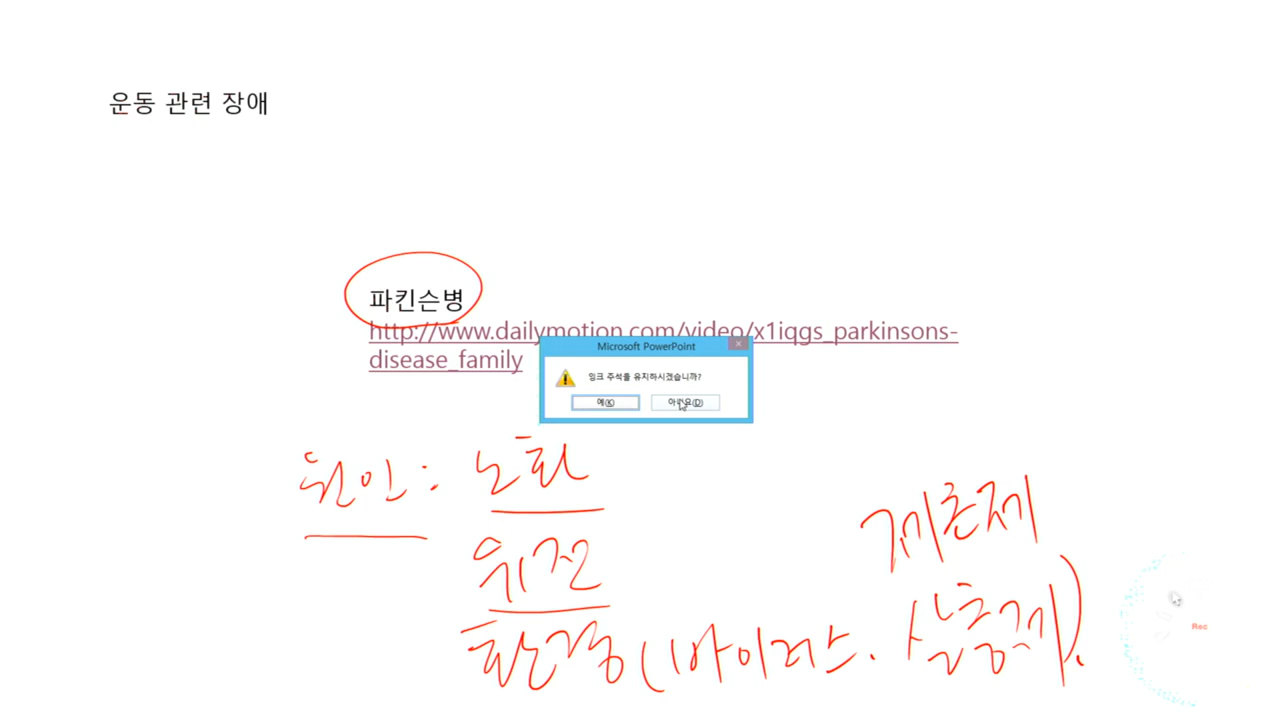 운동 관련 장애
파킨슨병
http://www.dailymotion.com/video/x1iqgs_parkinsons-
disease_family
Microsoft PowerPoint
잉크 주석을 유지하시겠습니까?
예(K) 아니요(D)
원인 : 노화
유전
제초제
환경 (바이러스. 살충제).
Rec